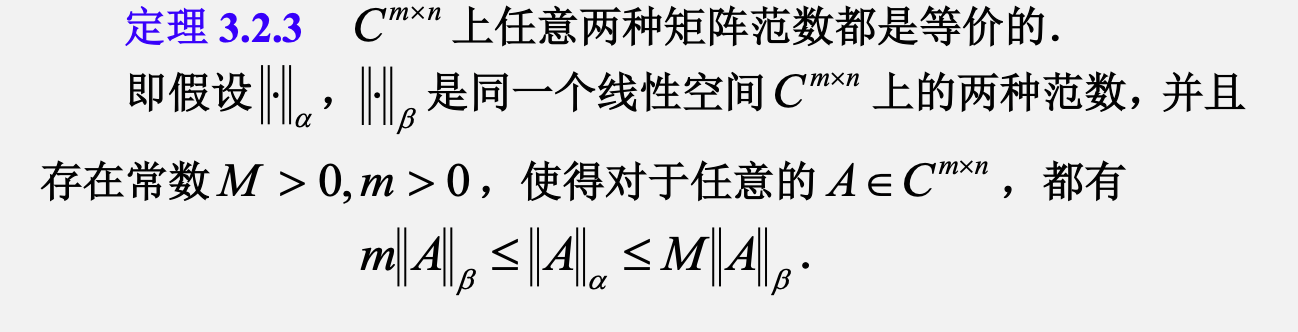 定理 3.2.3 $C^{m \times n}$ 上任意两种矩阵范数都是等价的.
即假设 $\|\cdot\|_{\alpha}$，$\|\cdot\|_{\beta}$ 是同一个线性空间 $C^{m \times n}$ 上的两种范数，并且
存在常数 $M > 0, m > 0$，使得对于任意的 $A \in C^{m \times n}$，都有
$m\|A\|_{\beta} \leq \|A\|_{\alpha} \leq M\|A\|_{\beta}$.